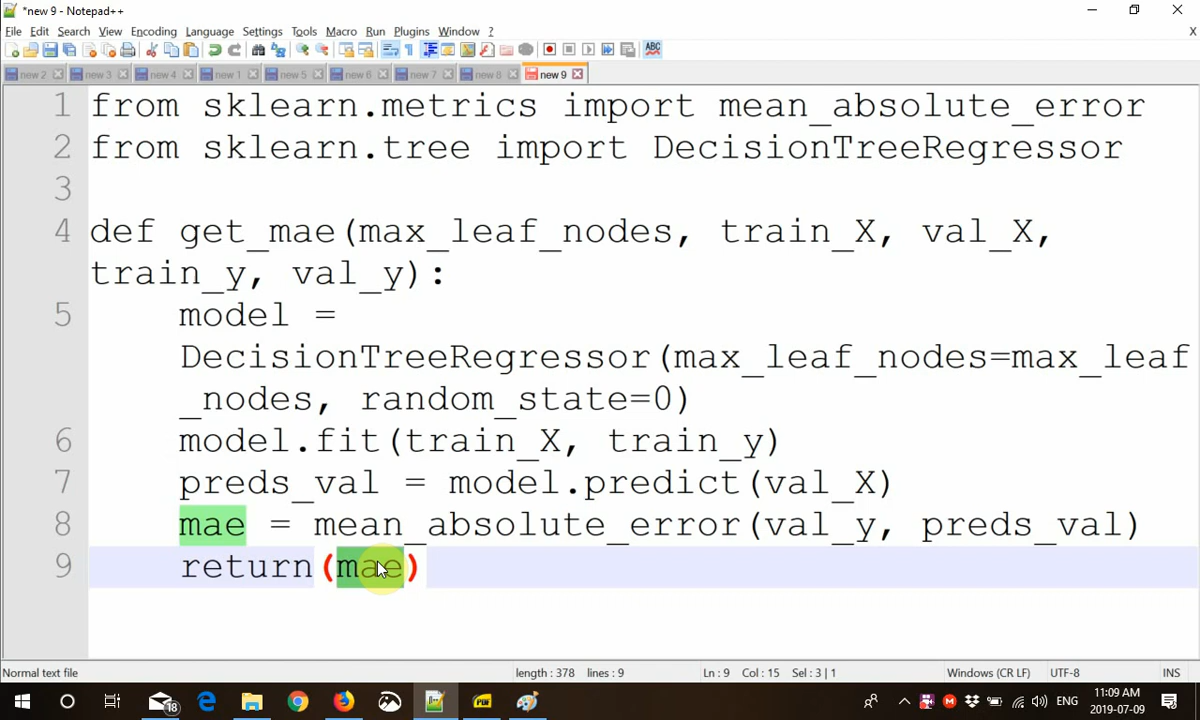 *new 9 - Notepad++
File Edit Search View Encoding Language Settings Tools Macro Run Plugins Window ?
X
new 2 new 3 new 4 new 1 new 5 new 6 new 7 new 8 new 9
1 from sklearn.metrics import mean_absolute_error
2 from sklearn.tree import DecisionTreeRegressor
3
4 def get_mae(max_leaf_nodes, train_X, val_X,
train_y, val_y):
5 model =
DecisionTreeRegressor(max_leaf_nodes=max_leaf
_nodes, random_state=0)
6 model.fit(train_X, train_y)
7 preds_val = model.predict(val_X)
8 mae = mean_absolute_error(val_y, preds_val)
9 return(mae)
Normal text file length : 378 lines : 9 Ln : 9 Col : 15 Sel : 3 | 1 Windows (CR LF) UTF-8 INS
18 PDF ENG 11:09 AM
2019-07-09